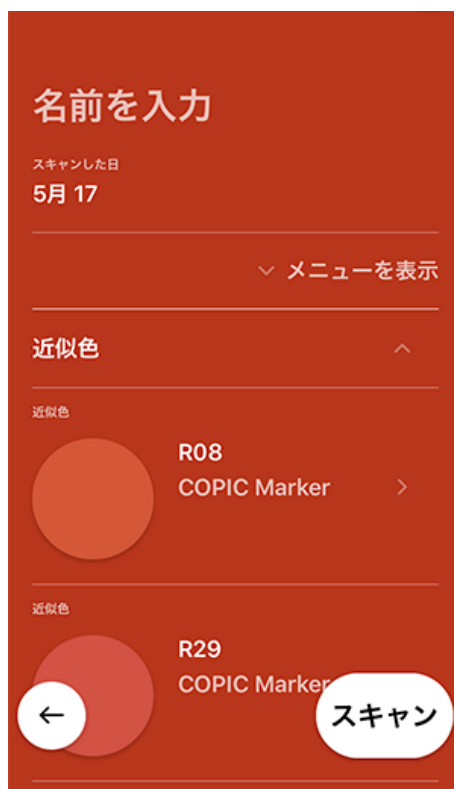 名前を入力
スキャンした日
5月 17
メニューを表示
近似色
近似色
R08
COPIC Marker
近似色
R29
COPIC Marker
スキャン